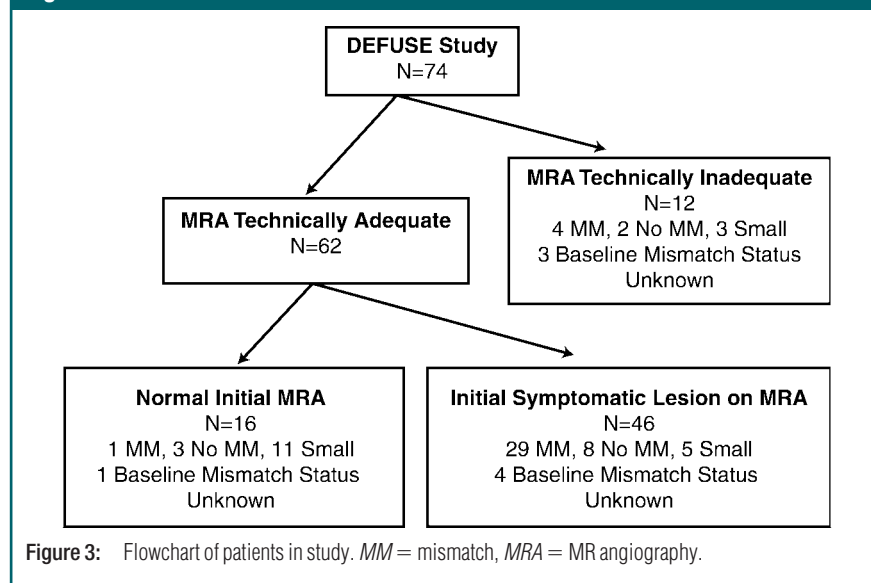 DEFUSE Study
N=74
MRA Technically Inadequate
N=12
4 MM, 2 No MM, 3 Small
3 Baseline Mismatch Status
Unknown
MRA Technically Adequate
N=62
Normal Initial MRA
N=16
1 MM, 3 No MM, 11 Small
1 Baseline Mismatch Status
Unknown
Initial Symptomatic Lesion on MRA
N=46
29 MM, 8 No MM, 5 Small
4 Baseline Mismatch Status
Unknown
Figure 3: Flowchart of patients in study. MM = mismatch, MRA = MR angiography.